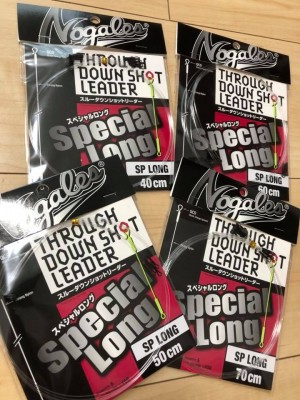 Nogales
THROUGH
DOWN SHOT
LEADER
スルーダウンショットリーダー
スペシャルロング
Special
Long
SP LONG
40cm
Nogales
THROUGH
DOWN SHOT
LEADER
スルーダウンショットリーダー
スペシャルロング
Special
Long
SP LONG
60cm
Nogales
THROUGH
DOWN SHOT
LEADER
スルーダウンショットリーダー
スペシャルロング
Special
Long
SP LONG
50cm
Nogales
THROUGH
DOWN SHOT
LEADER
スルーダウンショットリーダー
スペシャルロング
Special
Long
SP LONG
70cm